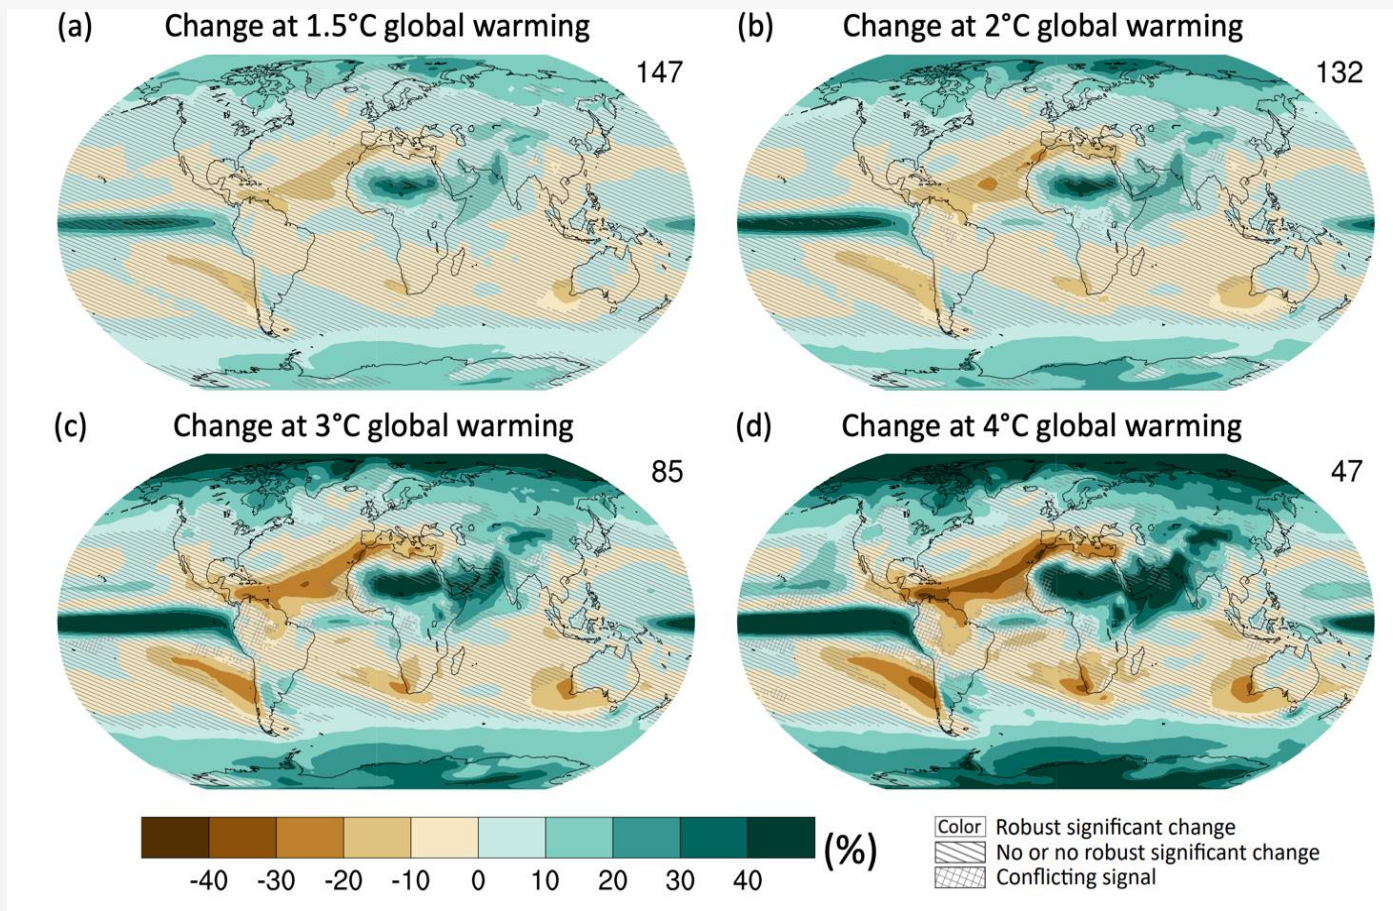 (a) Change at 1.5°C global warming
147
(b) Change at 2°C global warming
132
(c) Change at 3°C global warming
85
(d) Change at 4°C global warming
47
-40 -30 -20 -10 0 10 20 30 40
(%)
Color Robust significant change
No or no robust significant change
Conflicting signal